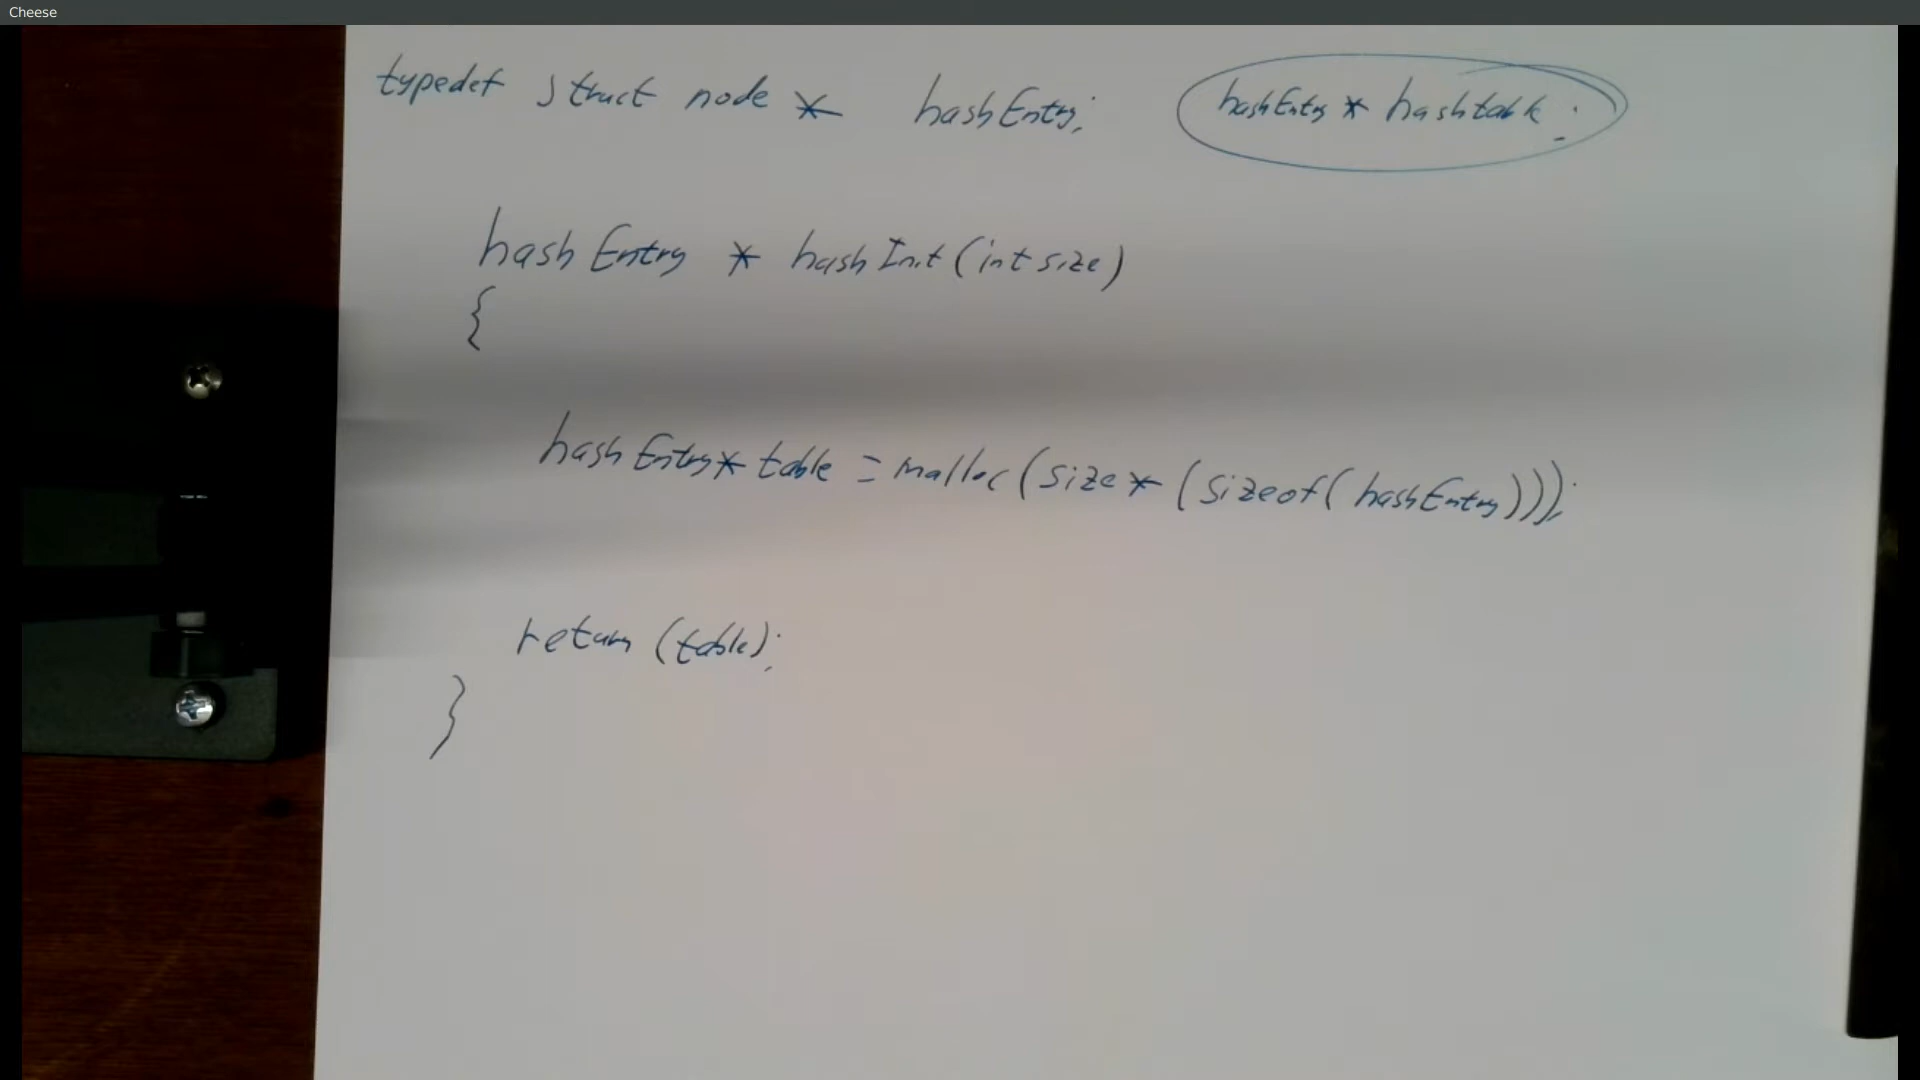 Cheese
typedef struct node * hashEntry; hashEntry * hashtable;
hashEntry * hashInit(int size)
{
hashEntry* table = malloc(size * (sizeof(hashEntry)));
return (table);
}